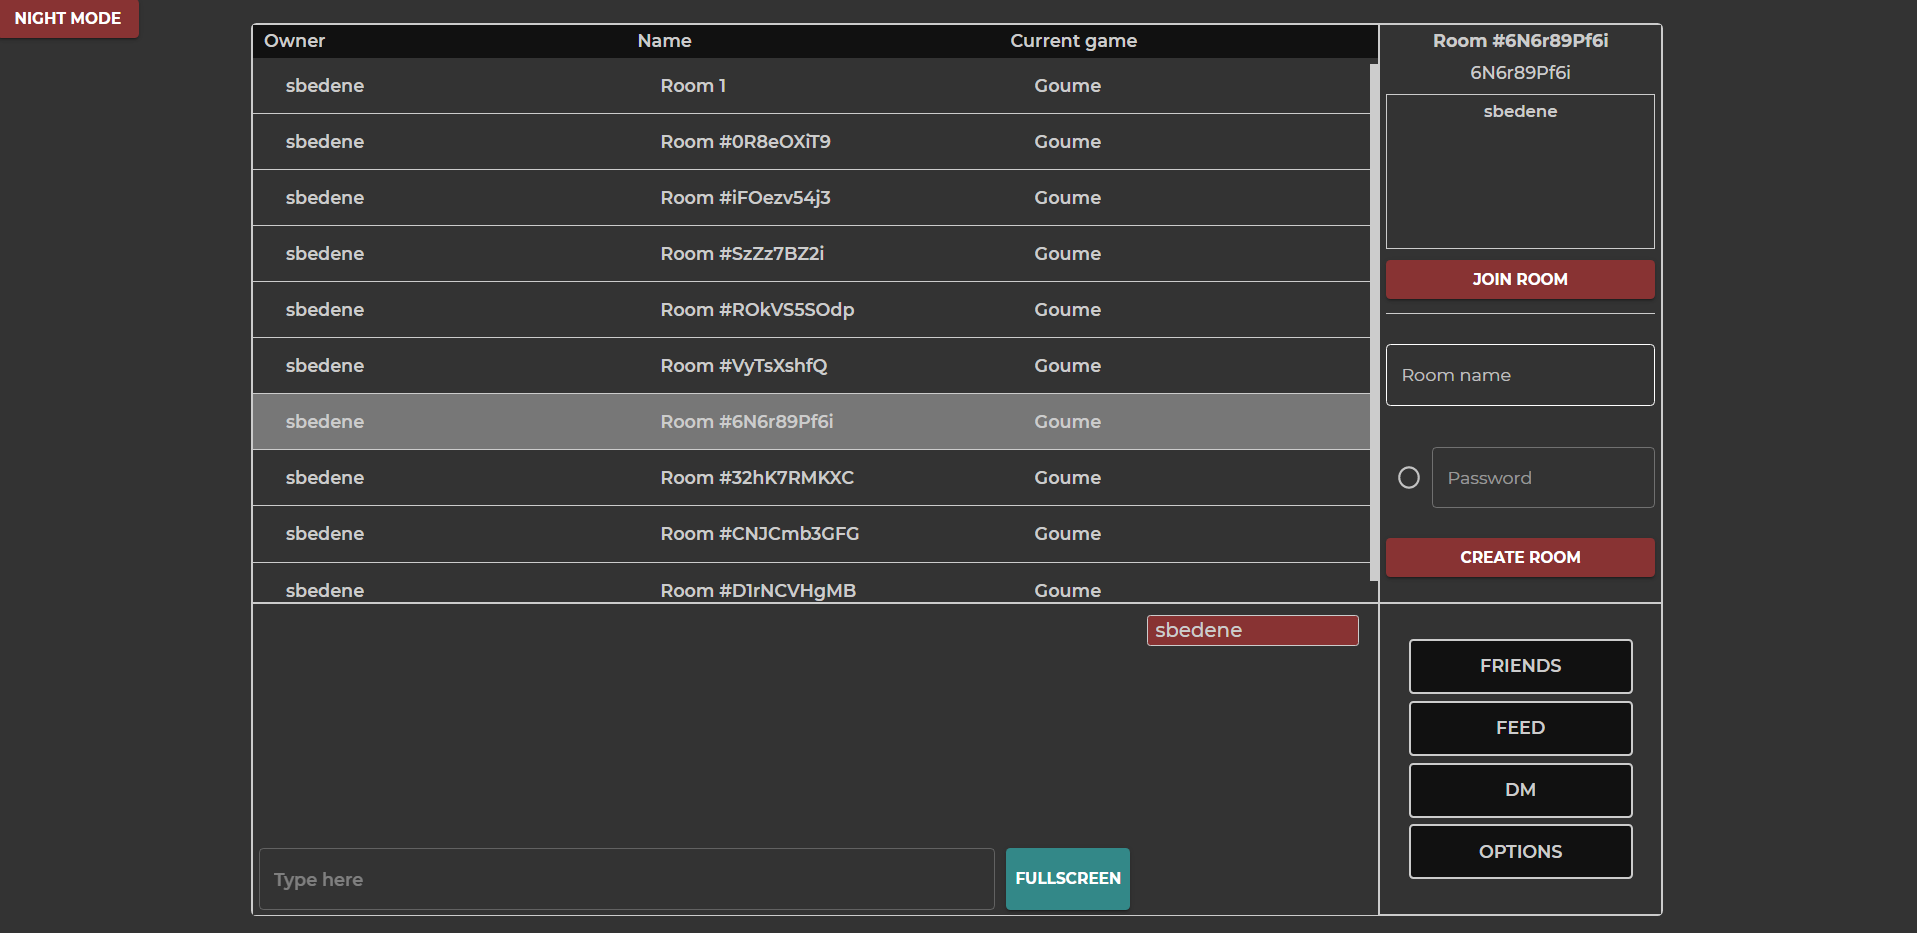 NIGHT MODE
Owner Name Current game
sbedene Room 1 Goume
sbedene Room #0R8eOXiT9 Goume
sbedene Room #iFOezv54j3 Goume
sbedene Room #SzZz7BZ2i Goume
sbedene Room #ROkVS5SOdp Goume
sbedene Room #VyTsXshfQ Goume
sbedene Room #6N6r89Pf6i Goume
sbedene Room #32hK7RMKXC Goume
sbedene Room #CNJCmb3GFG Goume
sbedene Room #D1rNCVHgMB Goume
Room #6N6r89Pf6i
6N6r89Pf6i
sbedene
JOIN ROOM
Room name
Password
CREATE ROOM
sbedene
Type here
FULLSCREEN
FRIENDS
FEED
DM
OPTIONS